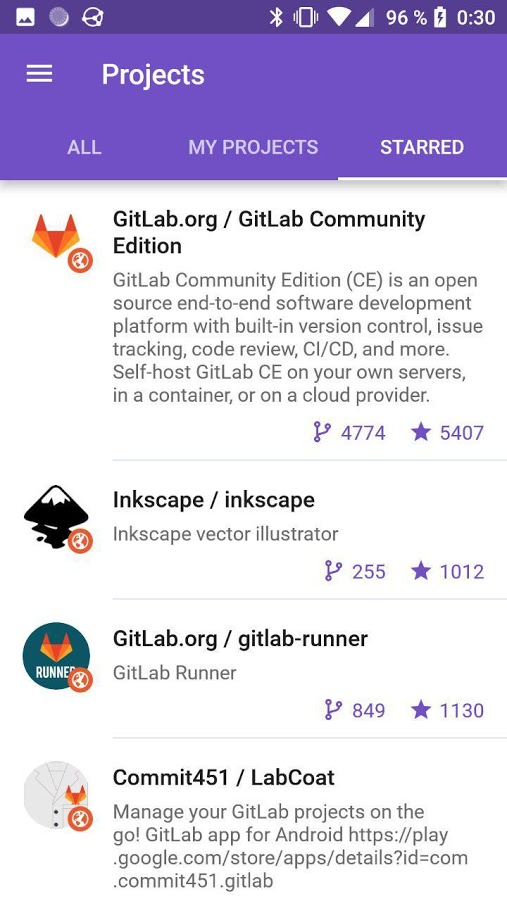 96 % 0:30
Projects
ALL MY PROJECTS STARRED
GitLab.org / GitLab Community
Edition
GitLab Community Edition (CE) is an open
source end-to-end software development
platform with built-in version control, issue
tracking, code review, CI/CD, and more.
Self-host GitLab CE on your own servers,
in a container, or on a cloud provider.
4774 5407
Inkscape / inkscape
Inkscape vector illustrator
255 1012
GitLab.org / gitlab-runner
RUNNER
GitLab Runner
849 1130
Commit451 / LabCoat
Manage your GitLab projects on the
go! GitLab app for Android https://play
.google.com/store/apps/details?id=com
.commit451.gitlab